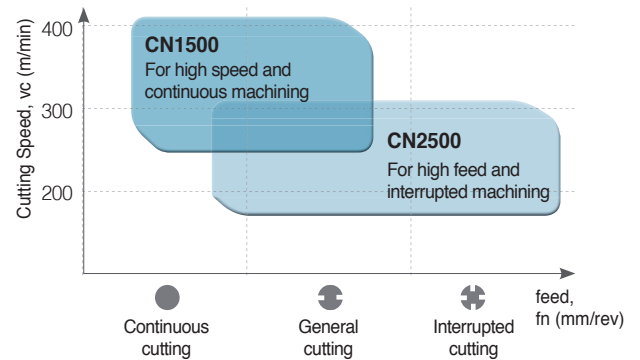 400
300
200
Cutting Speed, vc (m/min)
CN1500
For high speed and
continuous machining
CN2500
For high feed and
interrupted machining
Continuous
cutting
General
cutting
Interrupted
cutting
feed,
fn (mm/rev)